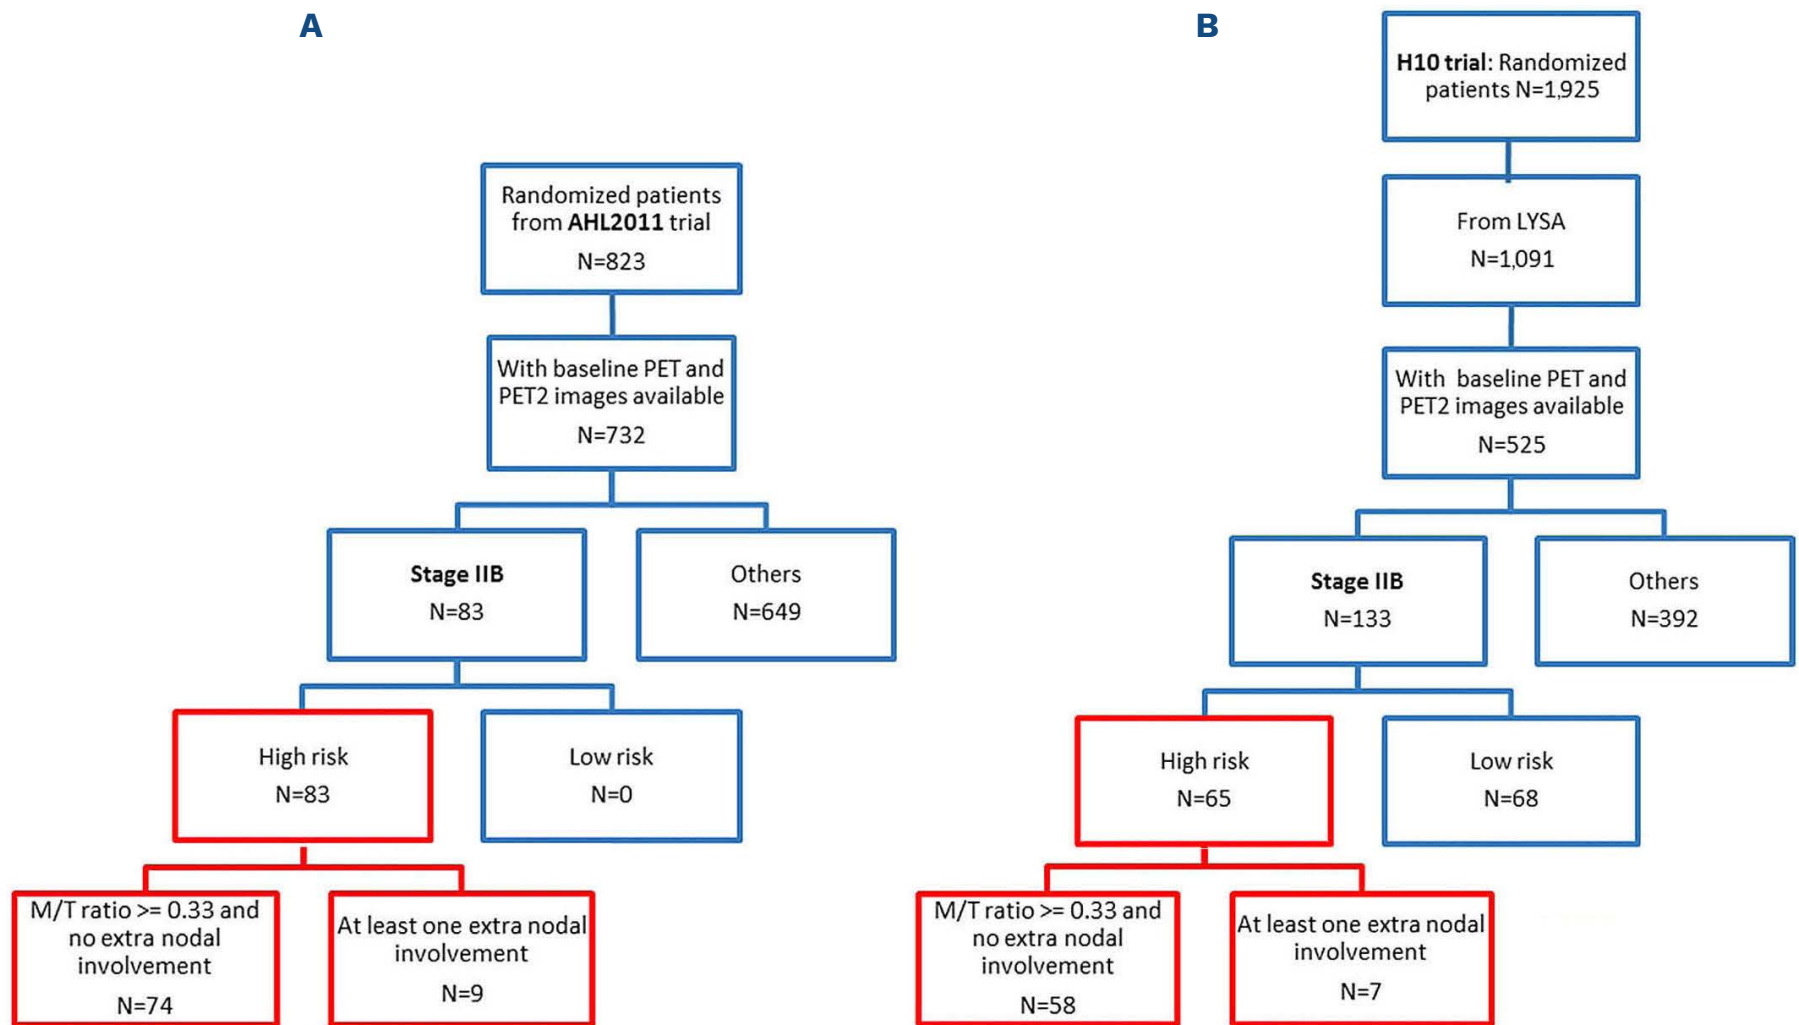 A
Randomized patients
from AHL2011 trial
N=823
With baseline PET and
PET2 images available
N=732
Stage IIB
N=83
Others
N=649
High risk
N=83
Low risk
N=0
M/T ratio >= 0.33 and
no extra nodal
involvement
N=74
At least one extra nodal
involvement
N=9
B
H10 trial: Randomized
patients N=1,925
From LYSA
N=1,091
With baseline PET and
PET2 images available
N=525
Stage IIB
N=133
Others
N=392
High risk
N=65
Low risk
N=68
M/T ratio >= 0.33 and
no extra nodal
involvement
N=58
At least one extra nodal
involvement
N=7